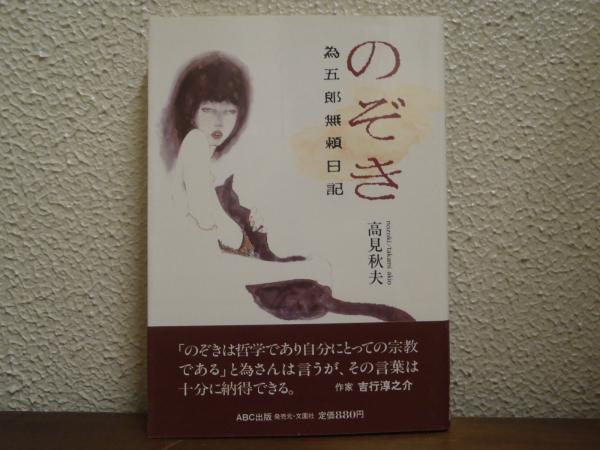 のぞき
為五郎無頼日記
高見秋夫
nozoki/takami akio
「のぞきは哲学であり自分にとっての宗教
である」と為さんは言うが、その言葉は
十分に納得できる。 作家 吉行淳之介
ABC出版 発売元・文園社 定価880円